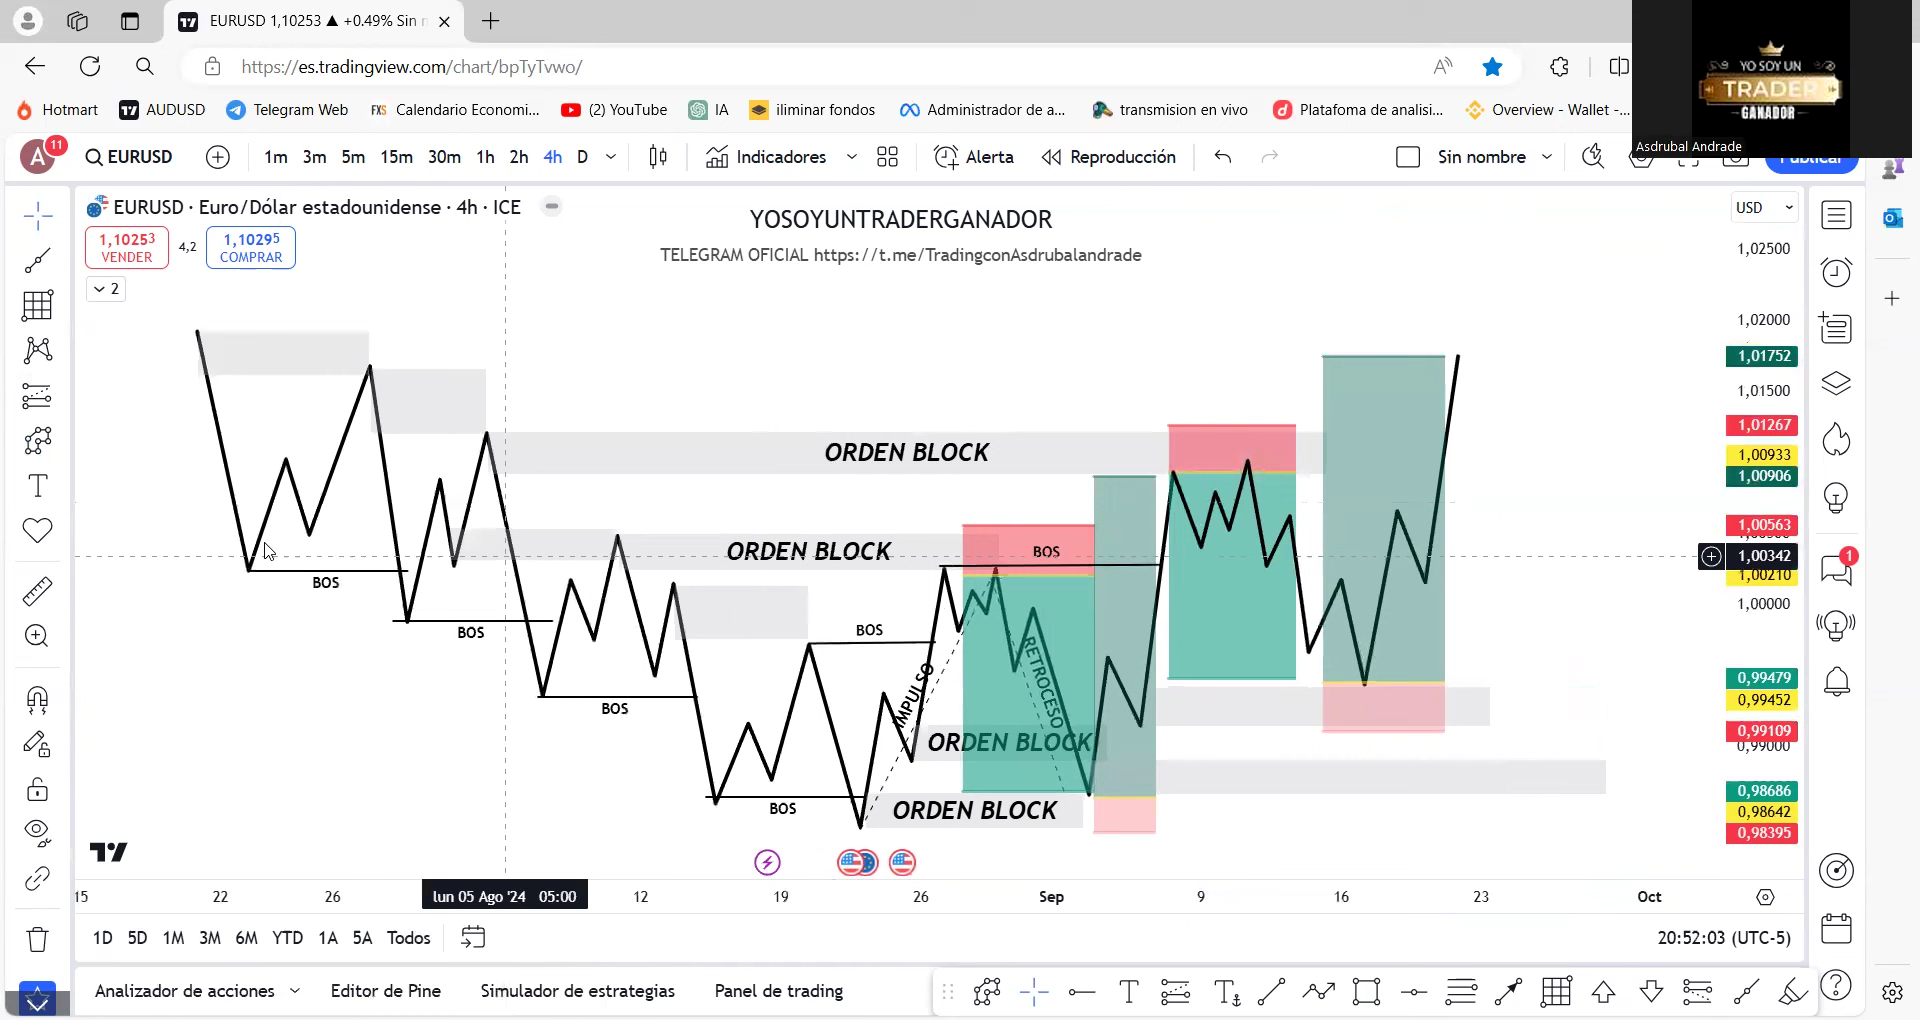 EURUSD 1,10253 ▲ +0.49% Sin n
https://es.tradingview.com/chart/bpTyTvwo/
Hotmart
AUDUSD
Telegram Web
FXS Calendario Economi...
(2) YouTube
IA
iliminar fondos
Administrador de a...
transmision en vivo
Platafoma de analisi...
Overview - Wallet -...
YO SOY UN
TRADER
GANADOR
Asdrubal Andrade
A 11
EURUSD
1m 3m 5m 15m 30m 1h 2h 4h D
Indicadores
Alerta
Reproducción
Sin nombre
Publicar
EURUSD · Euro/Dólar estadounidense · 4h · ICE
1,10253
VENDER
4,2
1,10295
COMPRAR
2
YOSOYUNTRADERGANADOR
TELEGRAM OFICIAL https://t.me/TradingconAsdrubalandrade
USD
1,02500
1,02000
1,01752
1,01500
1,01267
1,00933
1,00906
1,00563
1,00342
1,00210
1,00000
0,99479
0,99452
0,99109
0,99000
0,98686
0,98642
0,98395
ORDEN BLOCK
ORDEN BLOCK
BOS
BOS
BOS
BOS
BOS
BOS
IMPULSO
RETROCESO
ORDEN BLOCK
ORDEN BLOCK
1
15 22 26 lun 05 Ago '24 05:00 12 19 26 Sep 9 16 23 Oct
1D 5D 1M 3M 6M YTD 1A 5A Todos
20:52:03 (UTC-5)
Analizador de acciones
Editor de Pine
Simulador de estrategias
Panel de trading